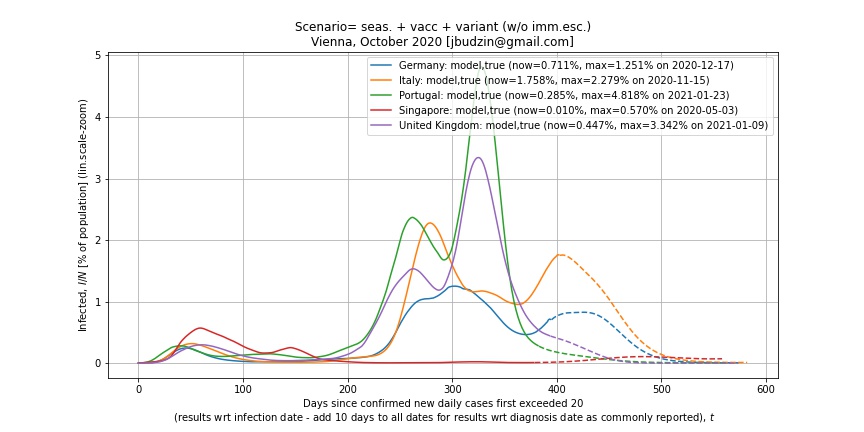 Scenario= seas. + vacc + variant (w/o imm.esc.)
Vienna, October 2020 [jbudzin@gmail.com]
Germany: model,true (now=0.711%, max=1.251% on 2020-12-17)
Italy: model,true (now=1.758%, max=2.279% on 2020-11-15)
Portugal: model,true (now=0.285%, max=4.818% on 2021-01-23)
Singapore: model,true (now=0.010%, max=0.570% on 2020-05-03)
United Kingdom: model,true (now=0.447%, max=3.342% on 2021-01-09)
Infected, I/N [% of population] (lin.scale-zoom)
5
4
3
2
1
0
0 100 200 300 400 500 600
Days since confirmed new daily cases first exceeded 20
(results wrt infection date - add 10 days to all dates for results wrt diagnosis date as commonly reported), t